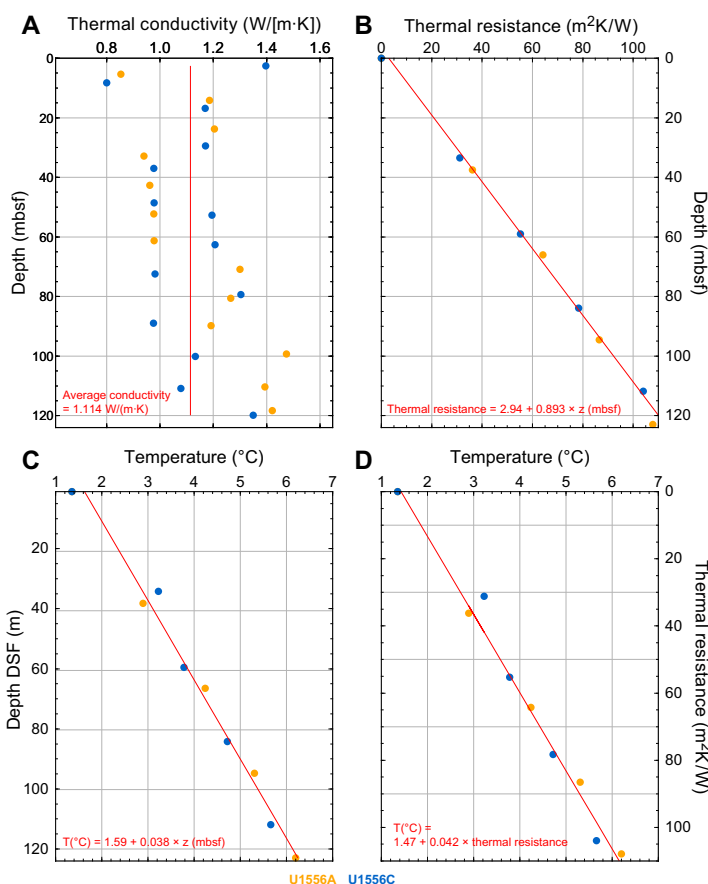 A
Thermal conductivity (W/[m·K])
0.8 1.0 1.2 1.4 1.6
0
20
40
60
80
100
120
Depth (mbsf)
Average conductivity
= 1.114 W/(m·K)
B
Thermal resistance (m2K/W)
0 20 40 60 80 100
0
20
40
60
80
100
120
Depth (mbsf)
Thermal resistance = 2.94 + 0.893 × z (mbsf)
C
Temperature (°C)
1 2 3 4 5 6 7
20
40
60
80
100
120
Depth DSF (m)
T(°C) = 1.59 + 0.038 × z (mbsf)
D
Temperature (°C)
1 2 3 4 5 6 7
0
20
40
60
80
100
Thermal resistance (m2K/W)
T(°C) =
1.47 + 0.042 × thermal resistance
U1556A U1556C